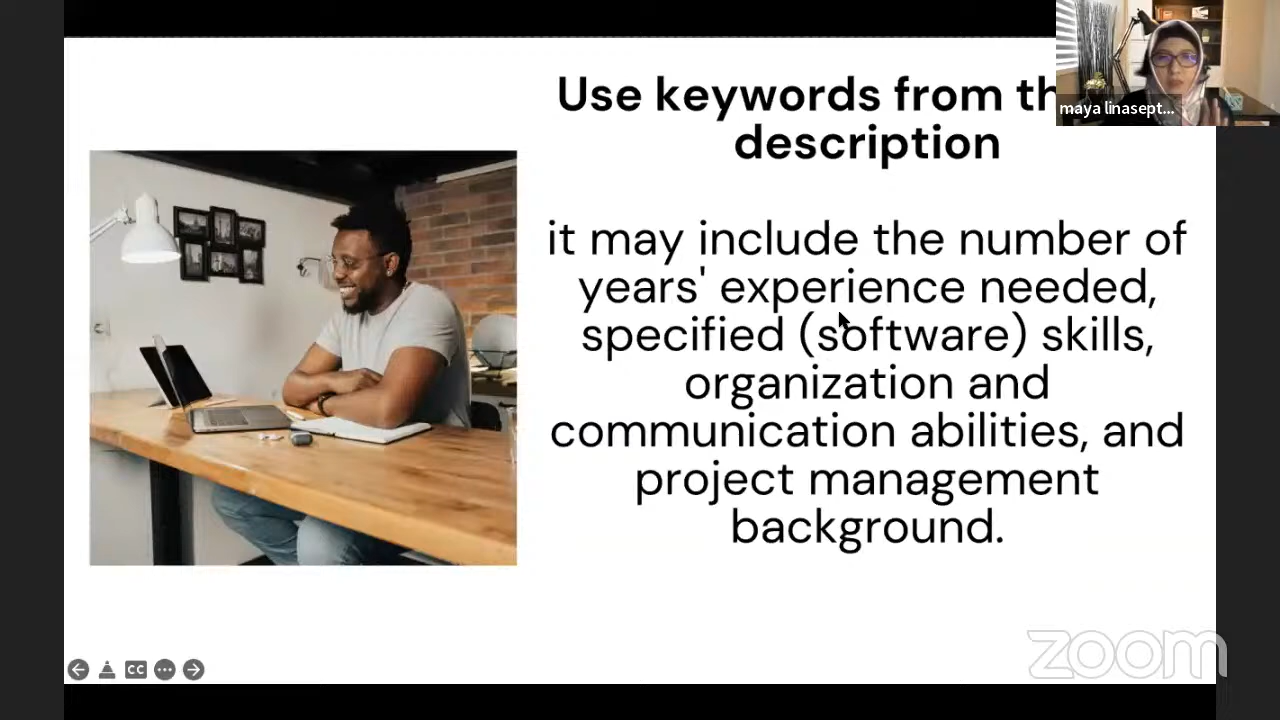 Use keywords from th
description
maya linasept...
it may include the number of
years' experience needed,
specified (software) skills,
organization and
communication abilities, and
project management
background.
CC
zoom